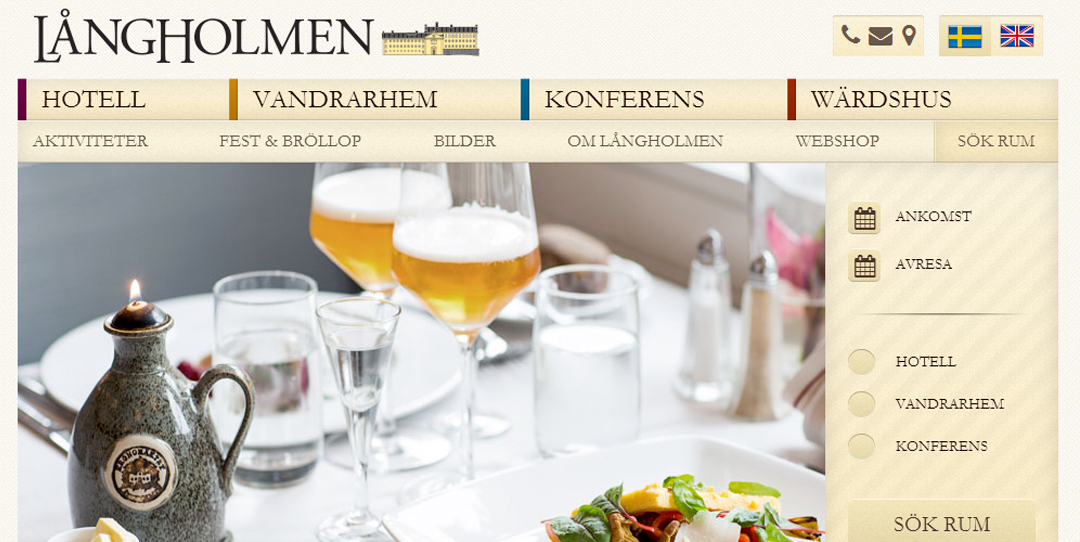 LÅNGHOLMEN
HOTELL VANDRARHEM KONFERENS WÄRDSHUS
AKTIVITETER FEST & BRÖLLOP BILDER OM LÅNGHOLMEN WEBSHOP SÖK RUM
ANKOMST
AVRESA
HOTELL
VANDRARHEM
KONFERENS
SÖK RUM